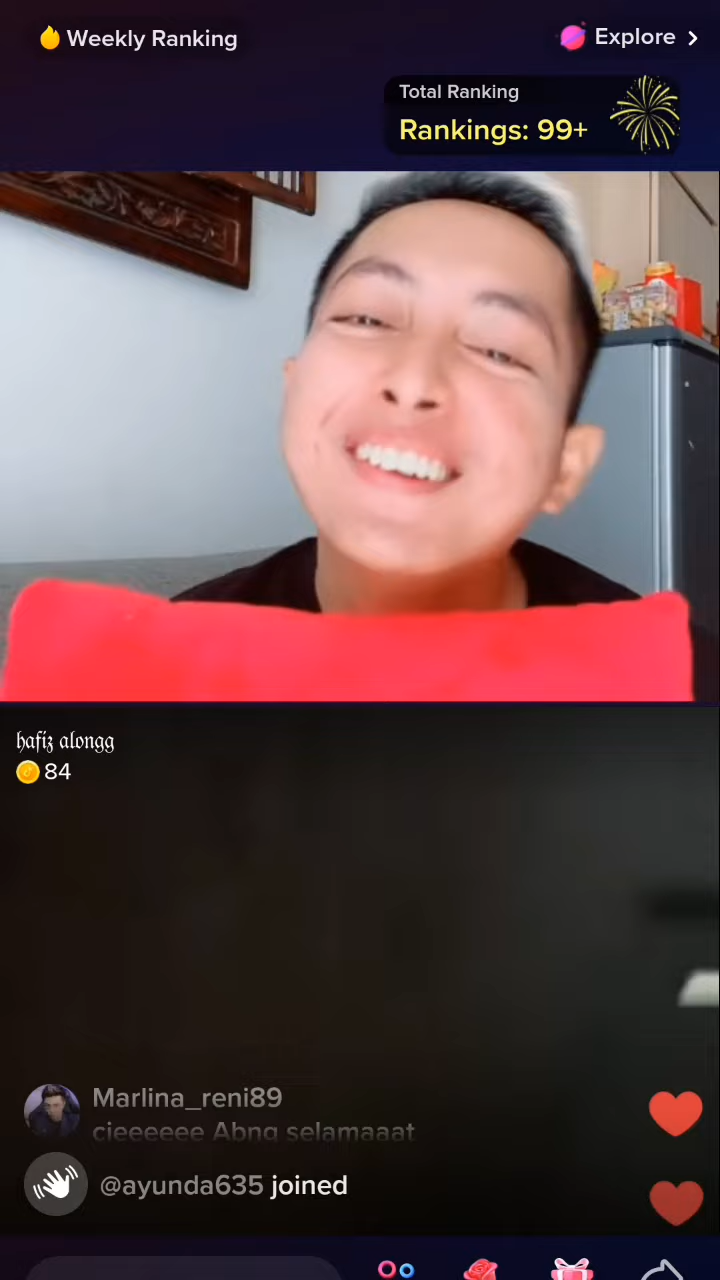 Weekly Ranking
Explore
Total Ranking
Rankings: 99+
hafiz alongg
84
Marlina_reni89
cieeeeee Abng selamaaat
@ayunda635 joined